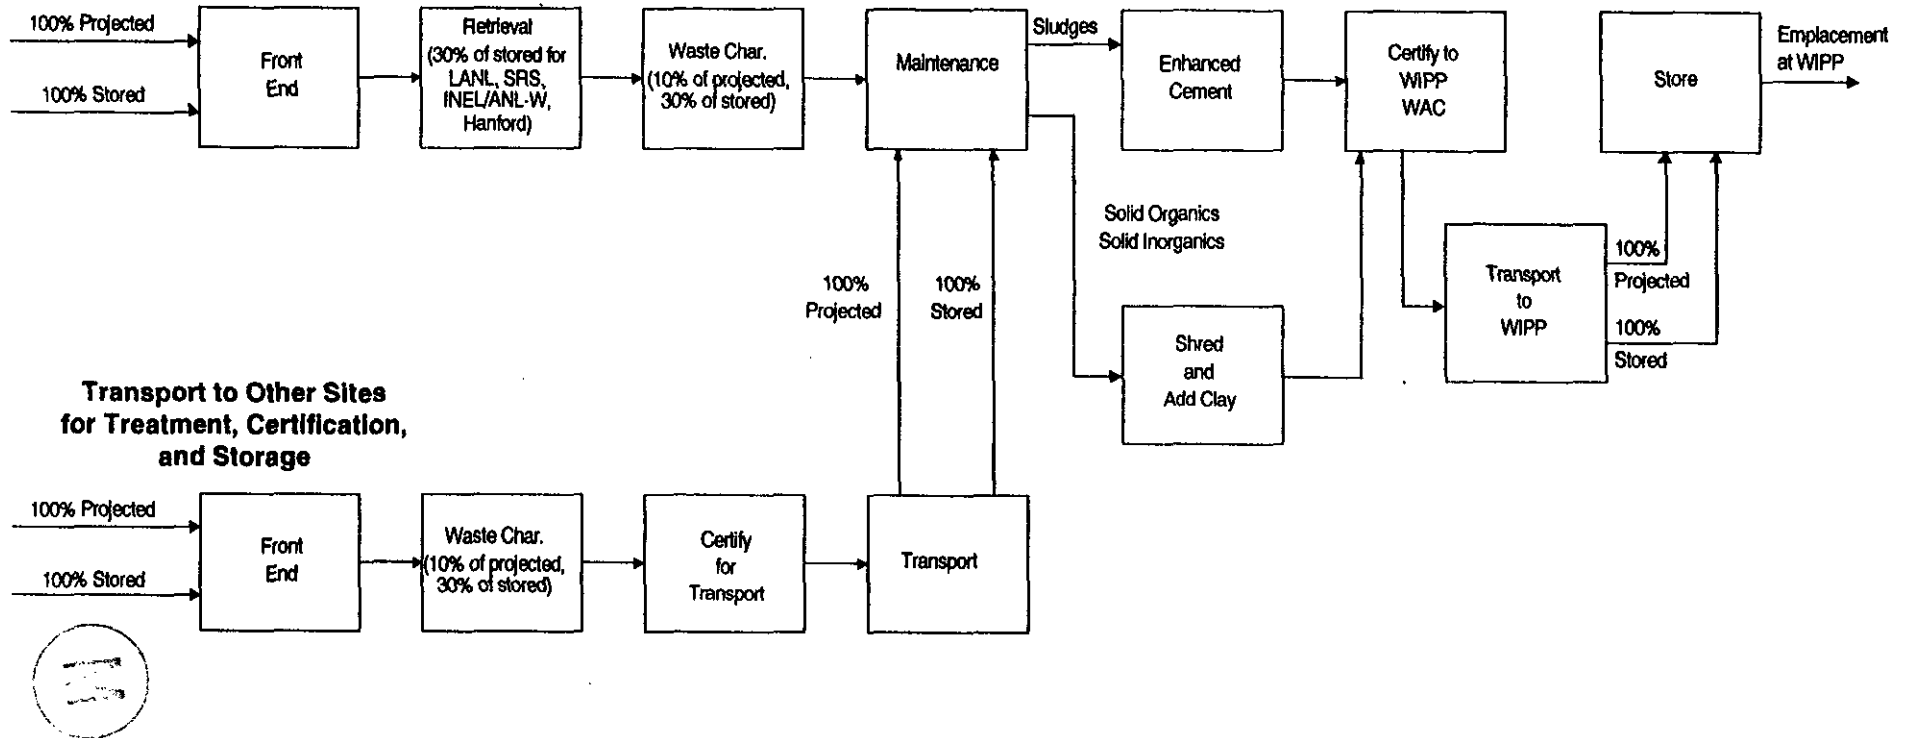 100% Projected
100% Stored
Front
End
Retrieval
(30% of stored for
LANL, SRS,
INEL/ANL-W,
Hanford)
Waste Char.
(10% of projected,
30% of stored)
Maintenance
Sludges
Enhanced
Cement
Certify to
WIPP
WAC
Store
Emplacement
at WIPP
Solid Organics
Solid Inorganics
100%
Projected
100%
Stored
Transport
to
WIPP
100%
Projected
100%
Stored
Shred
and
Add Clay
Transport to Other Sites
for Treatment, Certification,
and Storage
100% Projected
100% Stored
Front
End
Waste Char.
(10% of projected,
30% of stored)
Certify
for
Transport
Transport